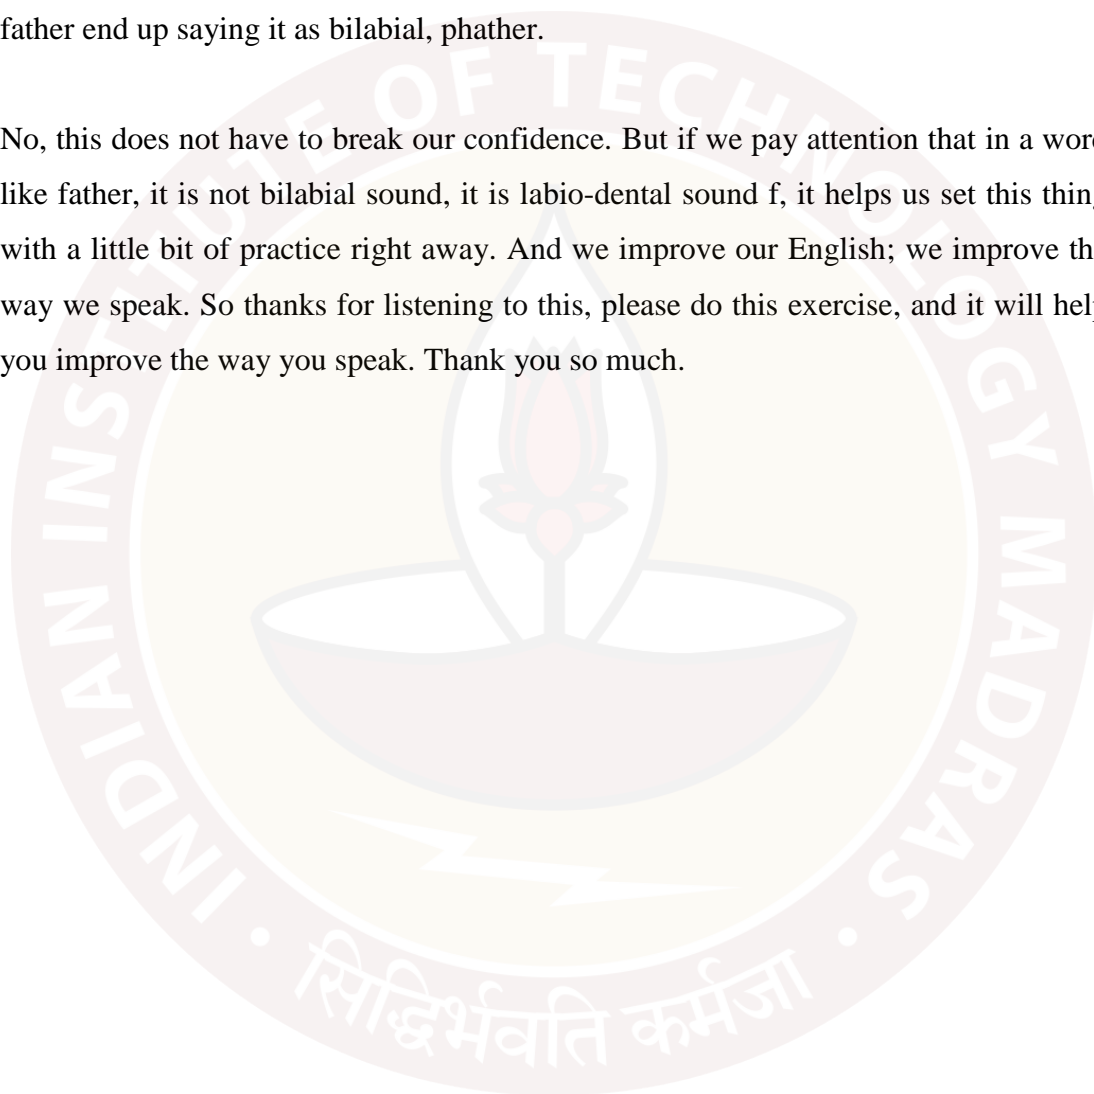 father end up saying it as bilabial, phather.
No, this does not have to break our confidence. But if we pay attention that in a word
like father, it is not bilabial sound, it is labio-dental sound f, it helps us set this thing
with a little bit of practice right away. And we improve our English; we improve th
way we speak. So thanks for listening to this, please do this exercise, and it will help
you improve the way you speak. Thank you so much.
INDIAN INSTITUTE OF TECHNOLOGY MADRAS
सिद्धिर्भवति कर्मजा